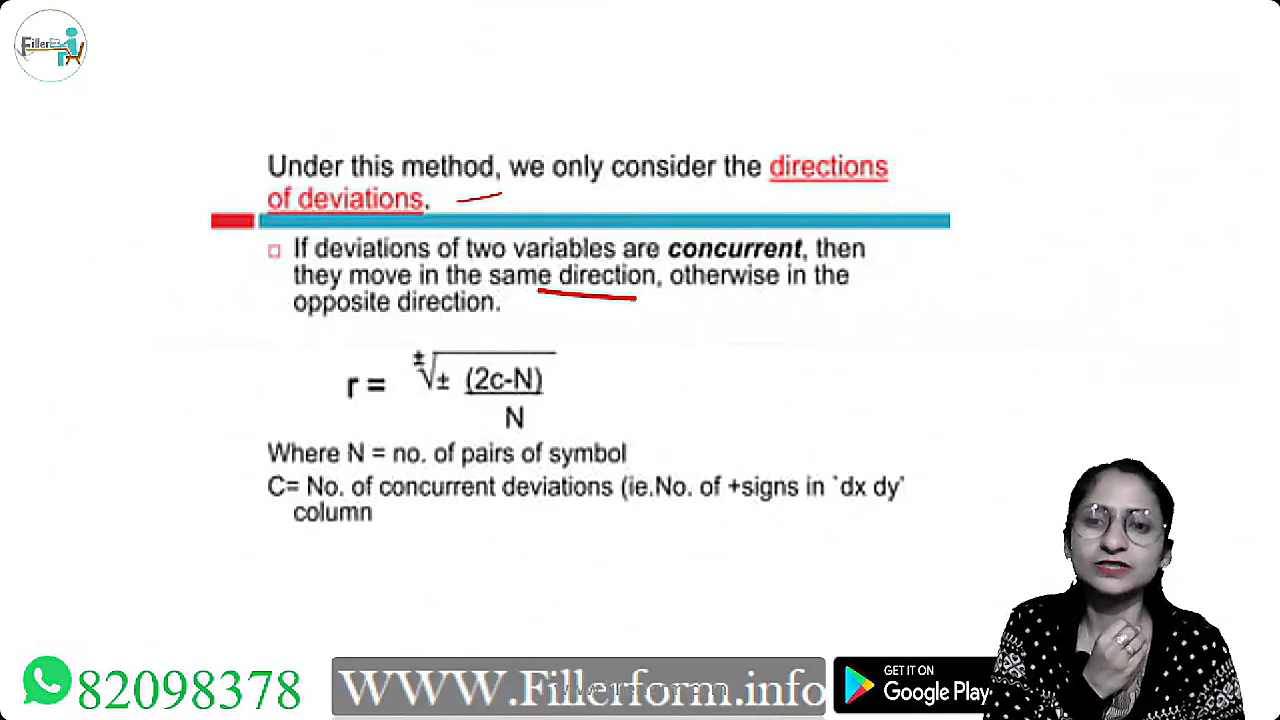 Filler
Under this method, we only consider the directions
of deviations.
If deviations of two variables are concurrent, then
they move in the same direction, otherwise in the
opposite direction.
r = ±√± (2c-N)
N
Where N = no. of pairs of symbol
C= No. of concurrent deviations (ie.No. of +signs in `dx dy'
column
82098378
WWW.Fillerform.info
GET IT ON
Google Play